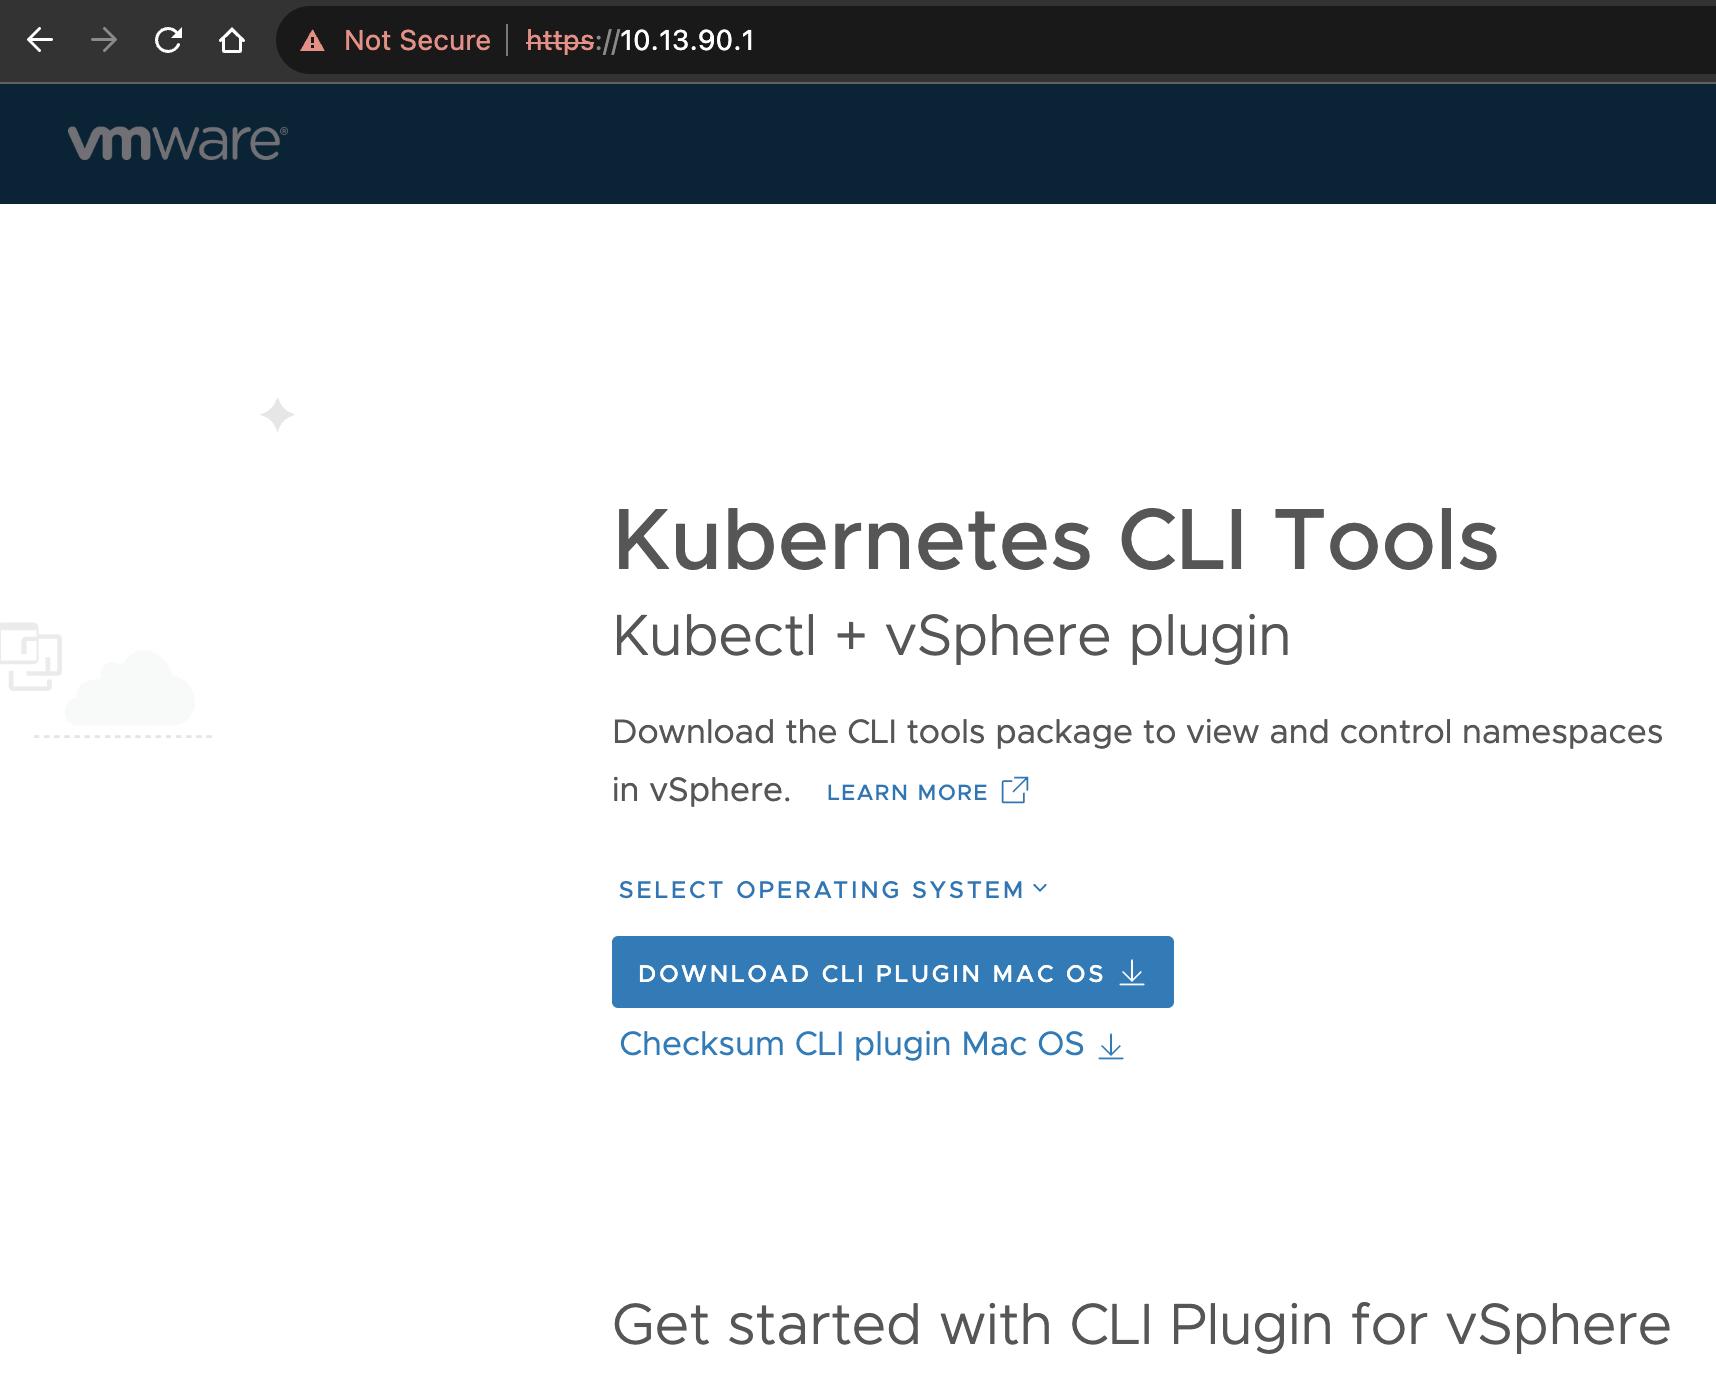 Not Secure https://10.13.90.1
vmware®
Kubernetes CLI Tools
Kubectl + vSphere plugin
Download the CLI tools package to view and control namespaces
in vSphere. LEARN MORE
SELECT OPERATING SYSTEM
DOWNLOAD CLI PLUGIN MAC OS
Checksum CLI plugin Mac OS
Get started with CLI Plugin for vSphere